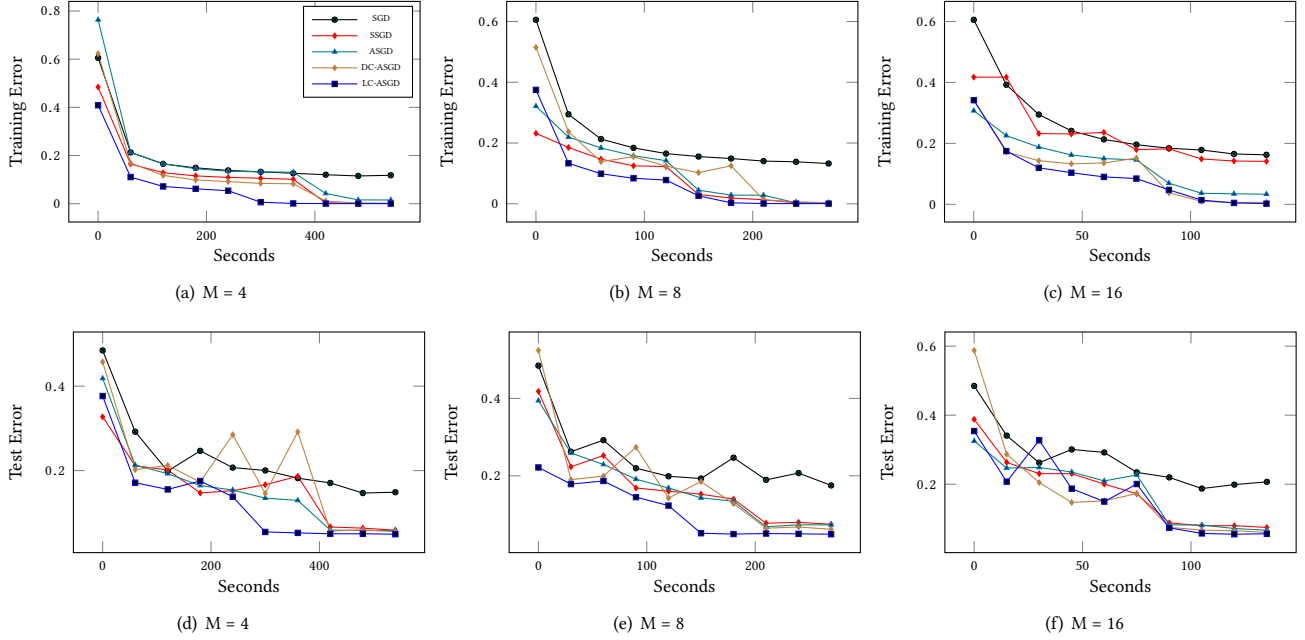 0.8
0.6
0.4
0.2
0
Training Error
0
200
400
Seconds
SGD
SSGD
ASGD
DC-ASGD
LC-ASGD
(a) M = 4
0.6
0.4
0.2
0
Training Error
0
100
200
Seconds
(b) M = 8
0.6
0.4
0.2
0
Training Error
0
50
100
Seconds
(c) M = 16
0.4
0.2
Test Error
0
200
400
Seconds
(d) M = 4
0.4
0.2
Test Error
0
100
200
Seconds
(e) M = 8
0.6
0.4
0.2
Test Error
0
50
100
Seconds
(f) M = 16